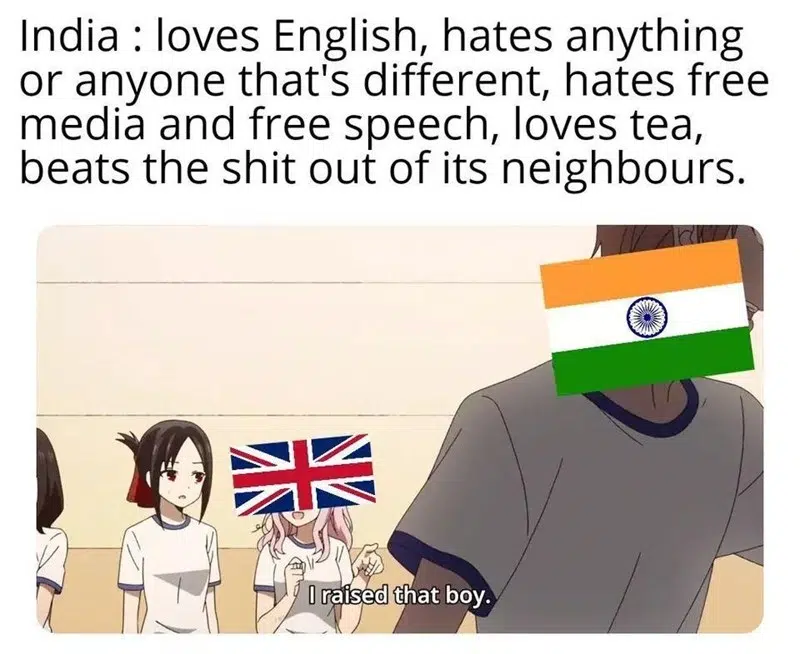 India : loves English, hates anything
or anyone that's different, hates free
media and free speech, loves tea,
beats the shit out of its neighbours.
I raised that boy.